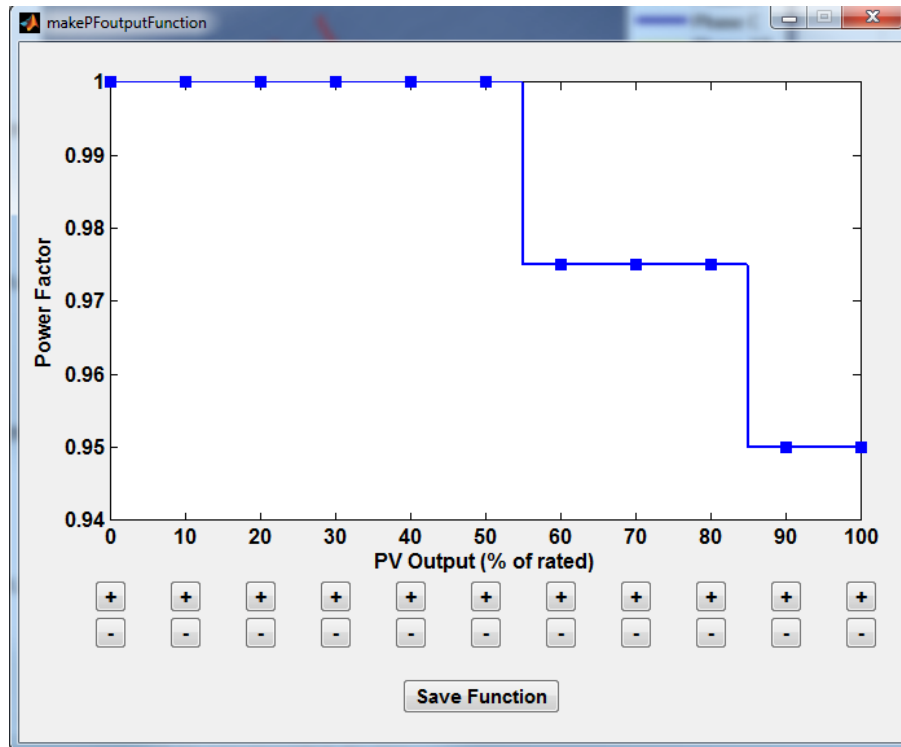 makePFoutputFunction
Phase C
1
0.99
0.98
0.97
0.96
0.95
0.94
Power Factor
0 10 20 30 40 50 60 70 80 90 100
PV Output (% of rated)
+ + + + + + + + + + +
- - - - - - - - - - -
Save Function